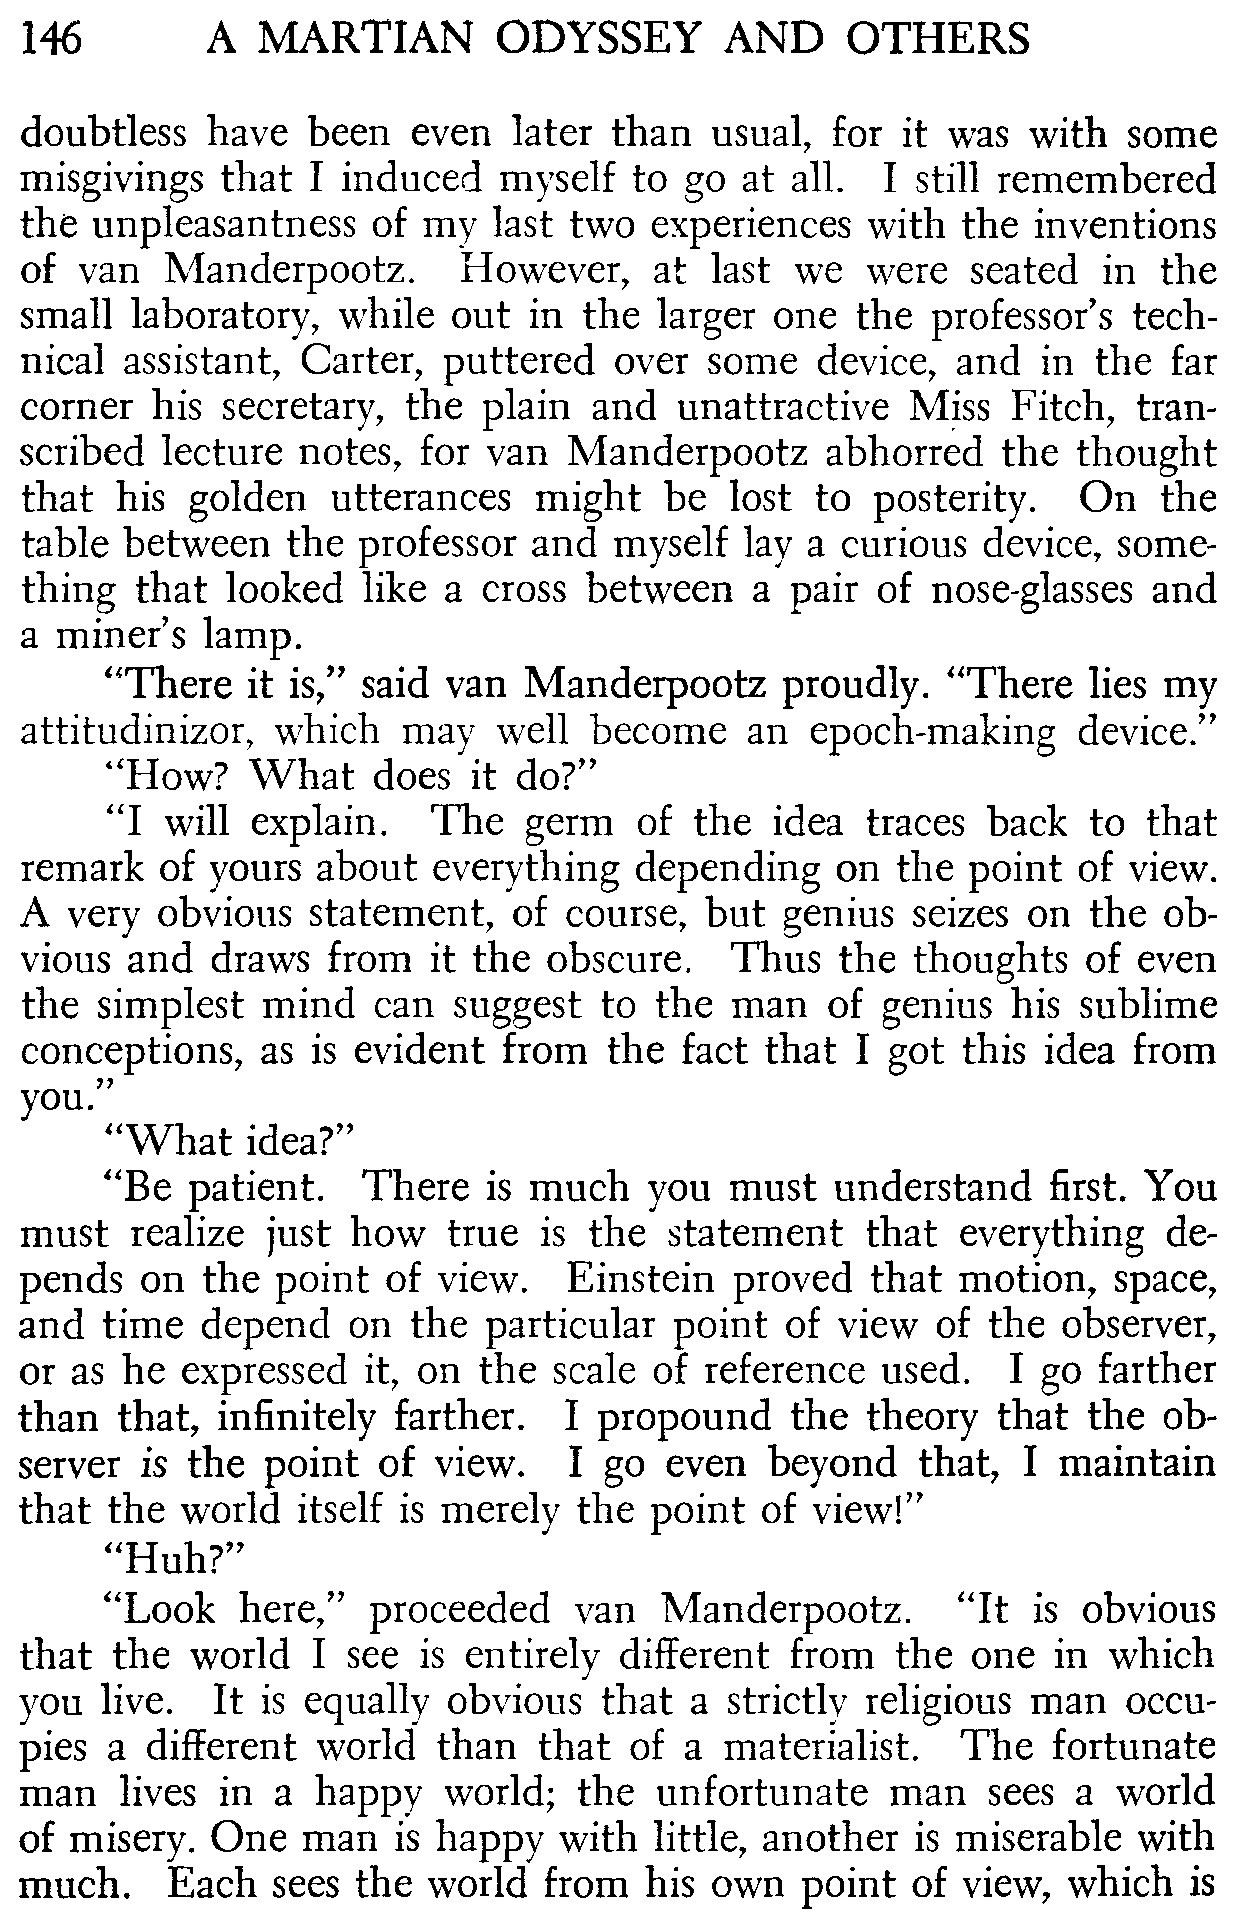 146 A MARTIAN ODYSSEY AND OTHERS
doubtless have been even later than usual, for it was with some
misgivings that I induced myself to go at all. I still remembered
the unpleasantness of my last two experiences with the inventions
of van Manderpootz. However, at last we were seated in the
small laboratory, while out in the larger one the professor's tech-
nical assistant, Carter, puttered over some device, and in the far
corner his secretary, the plain and unattractive Miss Fitch, tran-
scribed lecture notes, for van Manderpootz abhorred the thought
that his golden utterances might be lost to posterity. On the
table between the professor and myself lay a curious device, some-
thing that looked like a cross between a pair of nose-glasses and
a miner's lamp.
"There it is," said van Manderpootz proudly. "There lies my
attitudinizor, which may well become an epoch-making device."
"How? What does it do?"
"I will explain. The germ of the idea traces back to that
remark of yours about everything depending on the point of view.
A very obvious statement, of course, but genius seizes on the ob-
vious and draws from it the obscure. Thus the thoughts of even
the simplest mind can suggest to the man of genius his sublime
conceptions, as is evident from the fact that I got this idea from
you."
"What idea?"
"Be patient. There is much you must understand first. You
must realize just how true is the statement that everything de-
pends on the point of view. Einstein proved that motion, space,
and time depend on the particular point of view of the observer,
or as he expressed it, on the scale of reference used. I go farther
than that, infinitely farther. I propound the theory that the ob-
server is the point of view. I go even beyond that, I maintain
that the world itself is merely the point of view!"
"Huh?"
"Look here," proceeded van Manderpootz. "It is obvious
that the world I see is entirely different from the one in which
you live. It is equally obvious that a strictly religious man occu-
pies a different world than that of a materialist. The fortunate
man lives in a happy world; the unfortunate man sees a world
of misery. One man is happy with little, another is miserable with
much. Each sees the world from his own point of view, which is